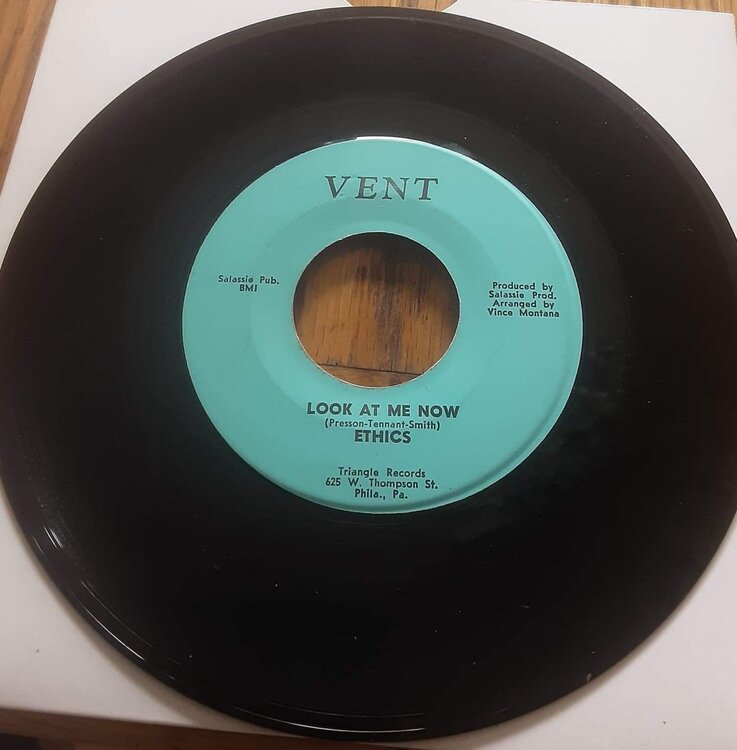 VENT
Salassie Pub.
BMI
Produced by
Salassie Prod.
Arranged by
Vince Montana
LOOK AT ME NOW
(Presson-Tennant-Smith)
ETHICS
Triangle Records
625 W. Thompson St.
Phila., Pa.